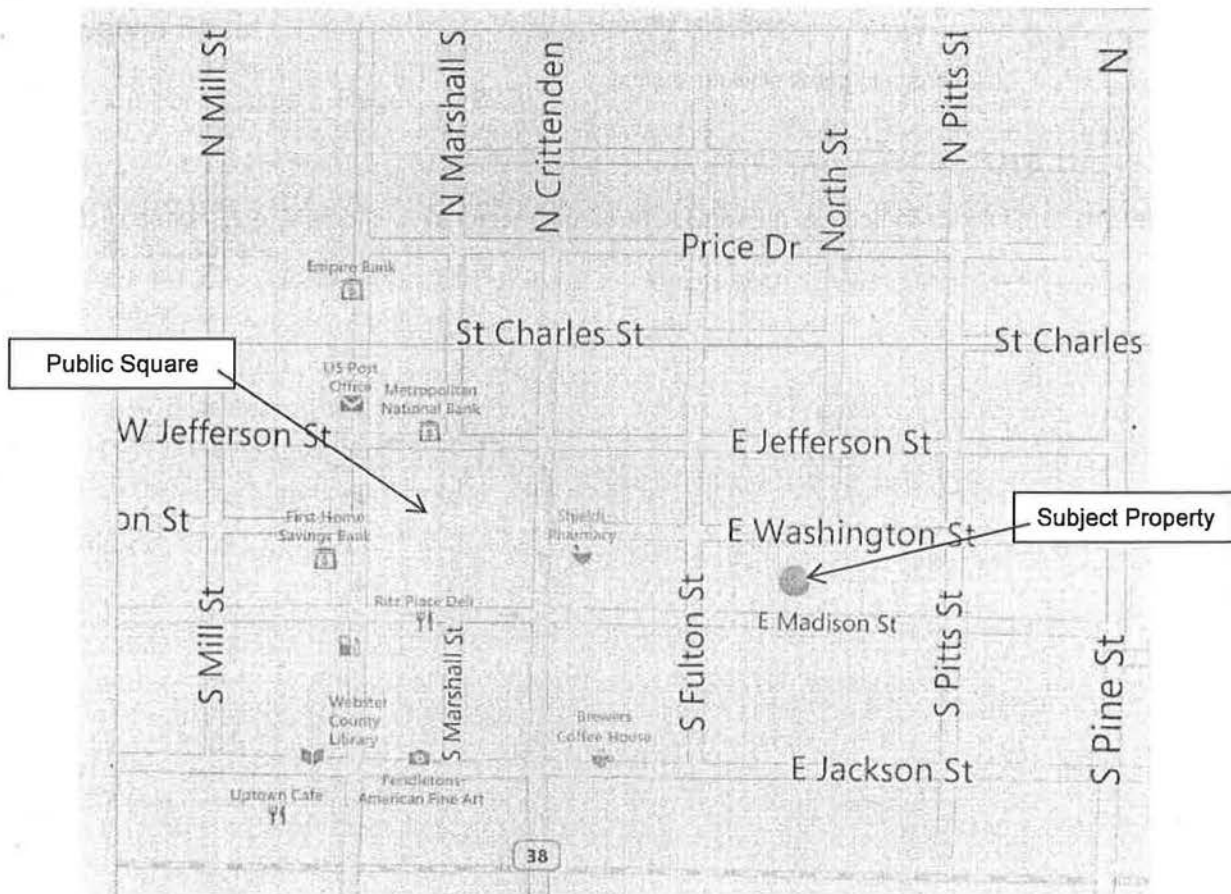 N Mill St
N Marshall S
N Crittenden
North St
N Pitts St
N
Price Dr
Empire Bank
St Charles St
St Charles
Public Square
US Post
Office
Metropolitan
National Bank
W Jefferson St
E Jefferson St
on St
First Home
Savings Bank
Shields
Pharmacy
E Washington St
Subject Property
Ritz Place Deli
E Madison St
S Mill St
S Marshall St
S Fulton St
S Pitts St
S Pine St
Webster
County
Library
Brewers
Coffee House
E Jackson St
Uptown Cafe
Pendletons
American Fine Art
38